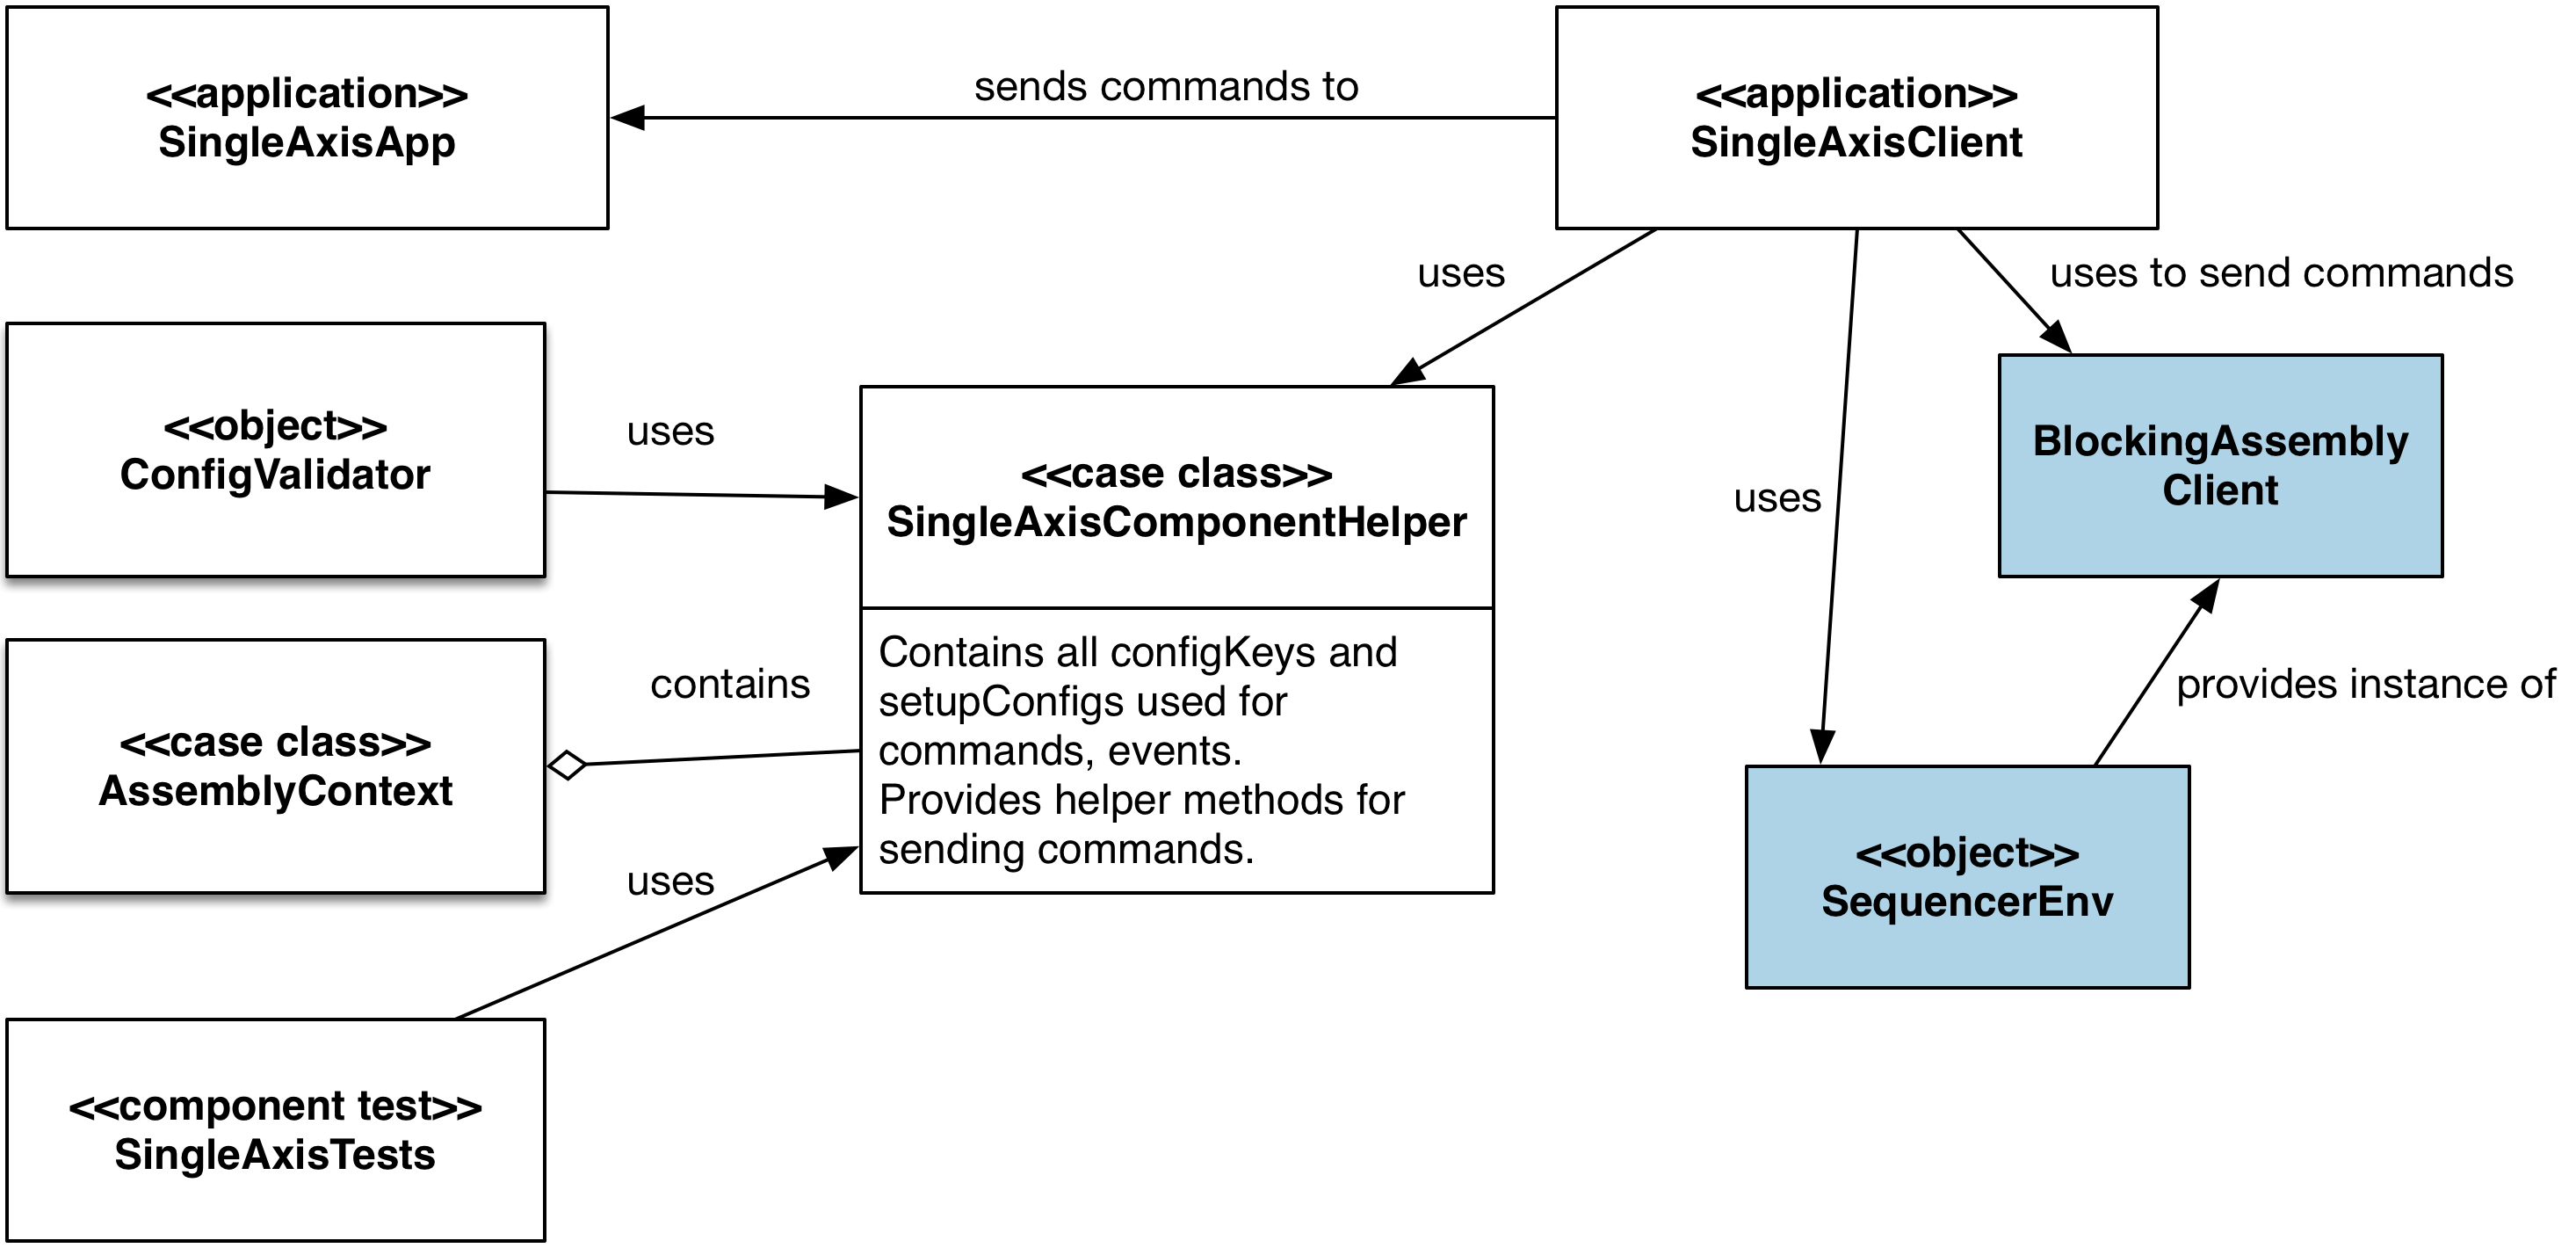 <<application>>
SingleAxisApp
sends commands to
<<application>>
SingleAxisClient
uses
uses to send commands
<<object>>
ConfigValidator
uses
<<case class>>
SingleAxisComponentHelper
Contains all configKeys and
setupConfigs used for
commands, events.
Provides helper methods for
sending commands.
uses
BlockingAssembly
Client
<<case class>>
AssemblyContext
contains
provides instance of
uses
<<object>>
SequencerEnv
<<component test>>
SingleAxisTests